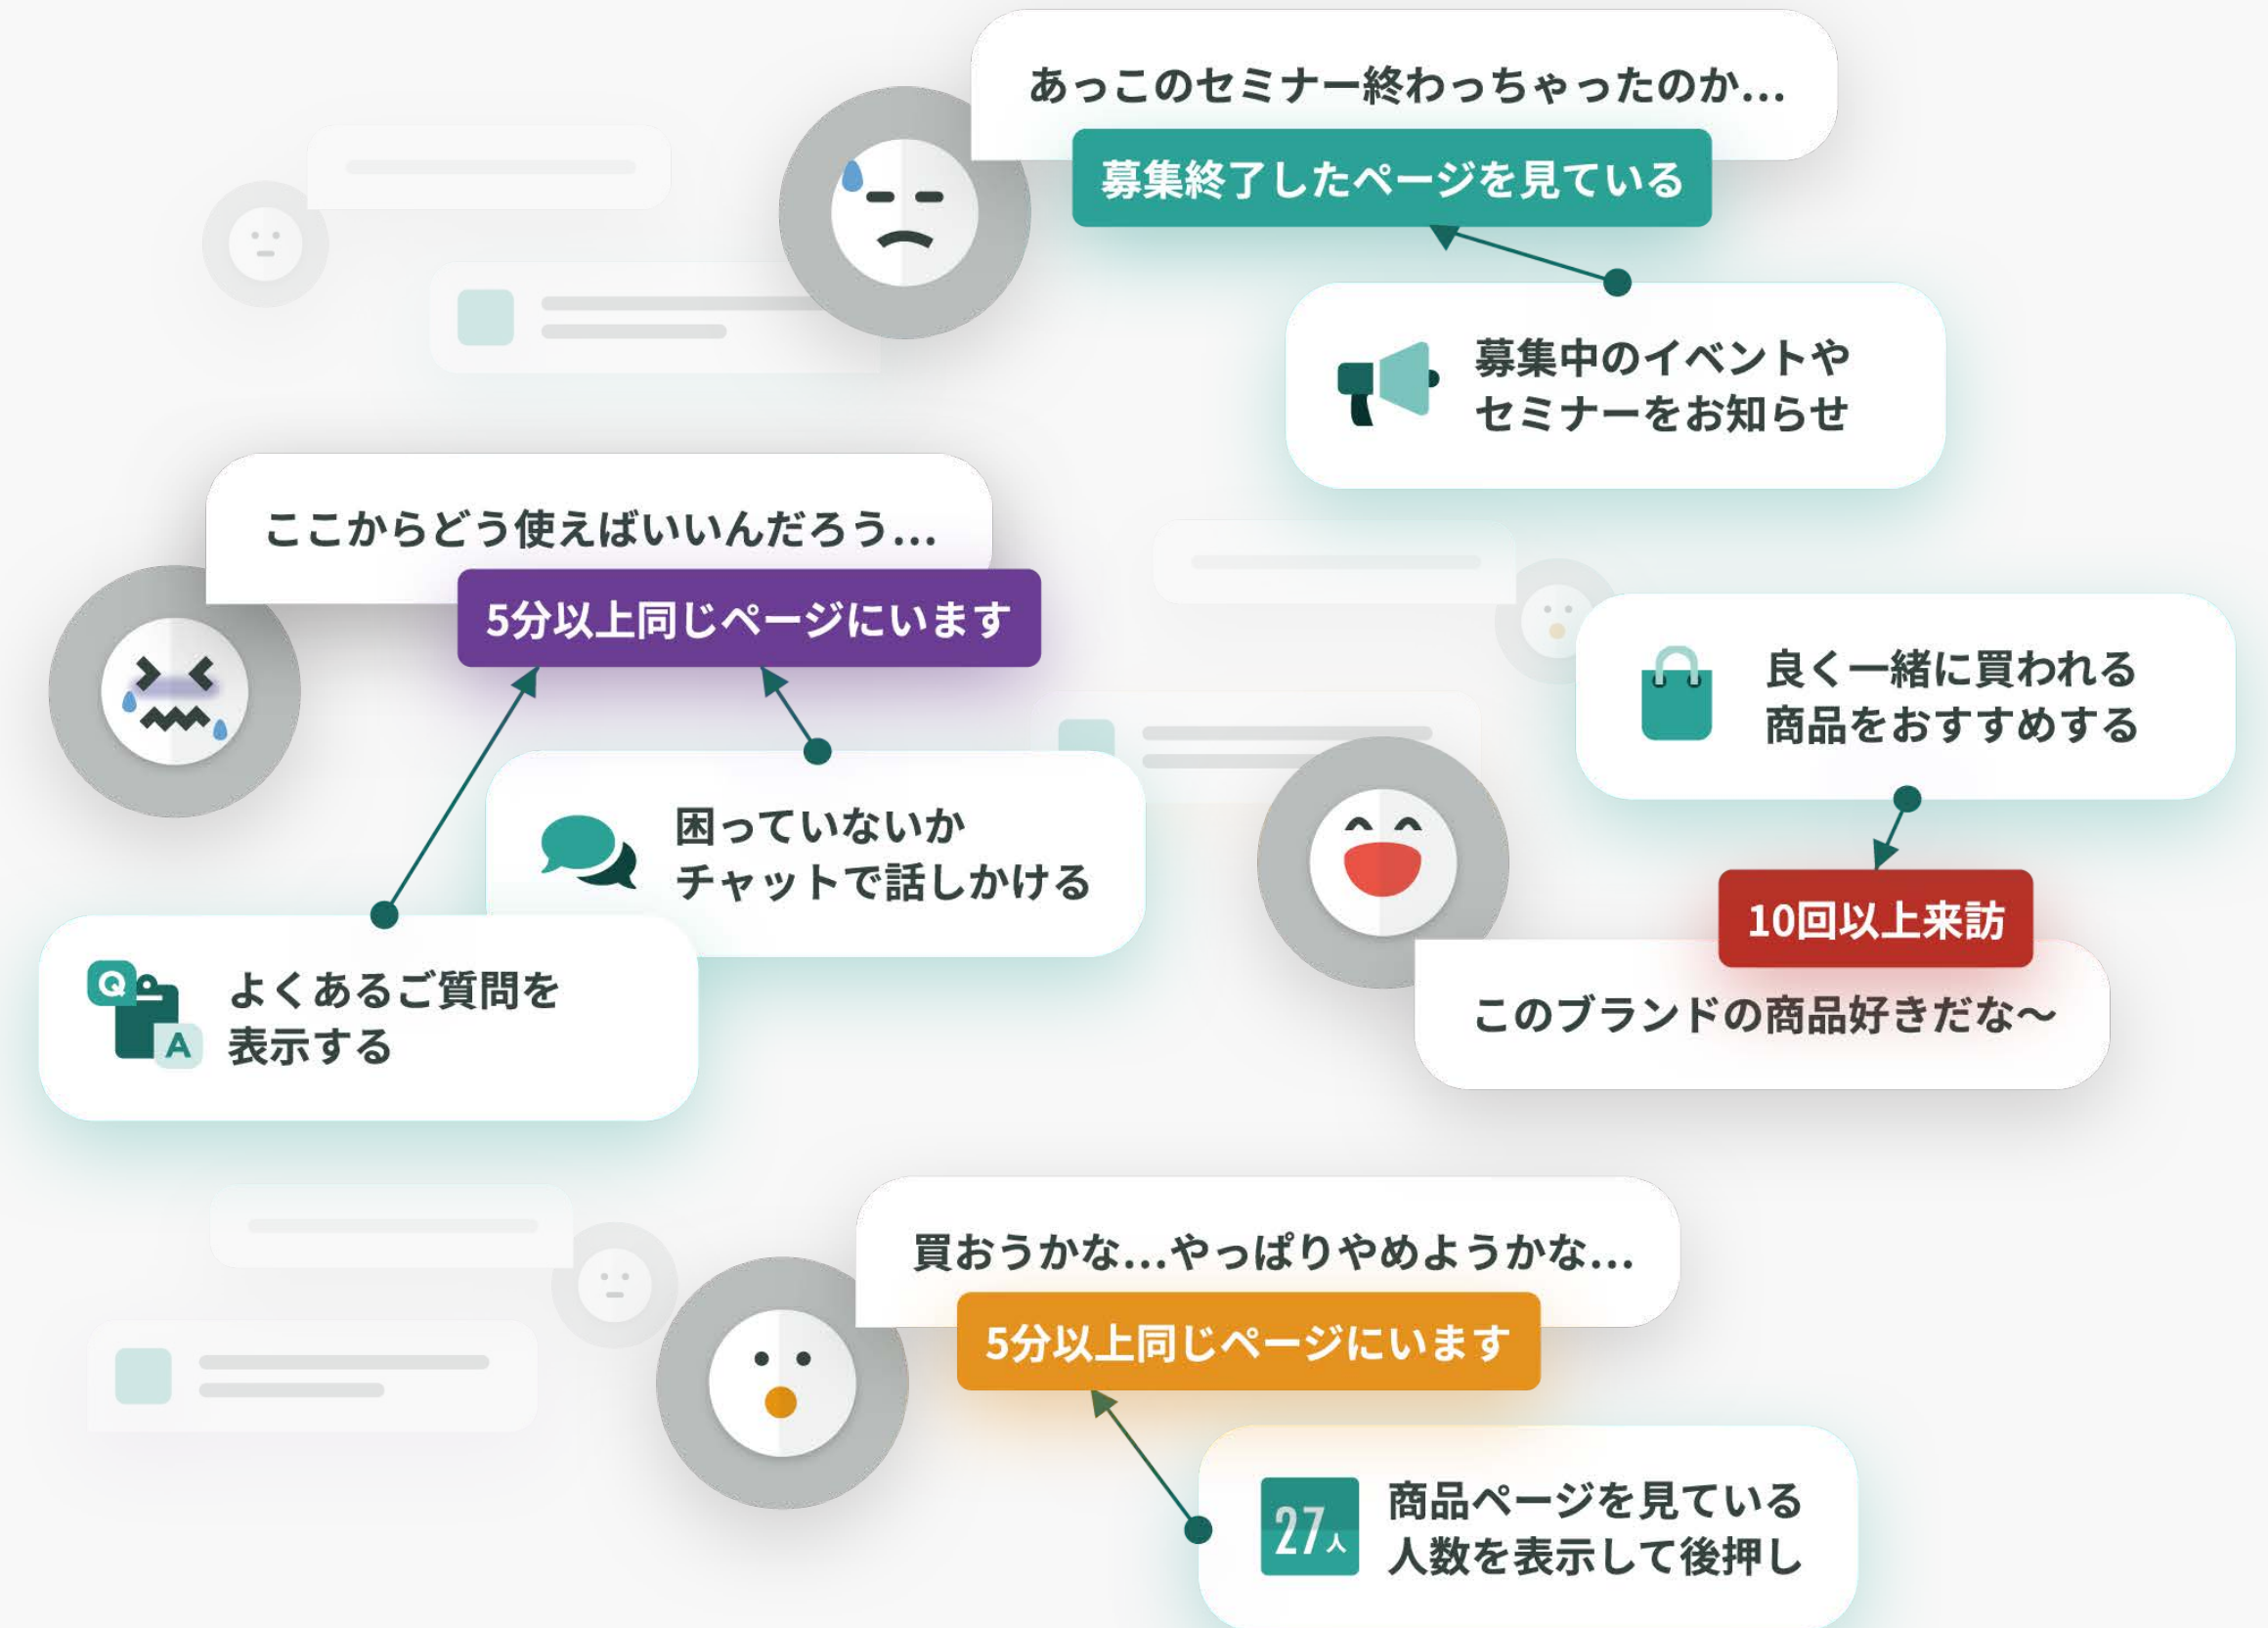 あっこのセミナー終わっちゃったのか...
募集終了したページを見ている
募集中のイベントや
セミナーをお知らせ
ここからどう使えばいいんだろう...
5分以上同じページにいます
困っていないか
チャットで話しかける
Q
A
よくあるご質問を
表示する
良く一緒に買われる
商品をおすすめする
10回以上来訪
このブランドの商品好きだな〜
買おうかな...やっぱりやめようかな...
5分以上同じページにいます
27人
商品ページを見ている
人数を表示して後押し